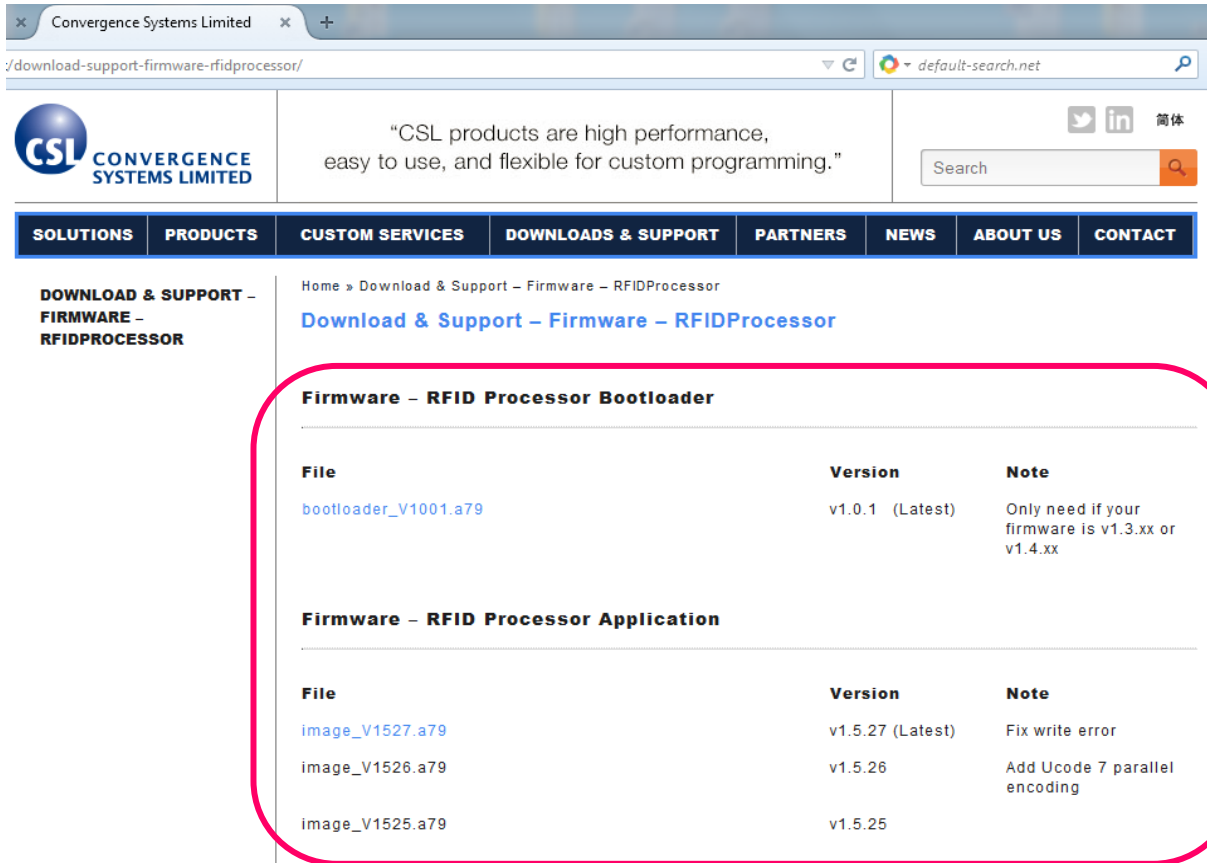 Convergence Systems Limited
/download-support-firmware-rfidprocessor/
default-search.net
CSL CONVERGENCE
SYSTEMS LIMITED
“CSL products are high performance,
easy to use, and flexible for custom programming.”
in 简体
Search
SOLUTIONS PRODUCTS CUSTOM SERVICES DOWNLOADS & SUPPORT PARTNERS NEWS ABOUT US CONTACT
DOWNLOAD & SUPPORT –
FIRMWARE –
RFIDPROCESSOR
Home » Download & Support – Firmware – RFIDProcessor
Download & Support – Firmware – RFIDProcessor
Firmware – RFID Processor Bootloader
File Version Note
bootloader_V1001.a79 v1.0.1 (Latest) Only need if your
firmware is v1.3.xx or
v1.4.xx
Firmware – RFID Processor Application
File Version Note
image_V1527.a79 v1.5.27 (Latest) Fix write error
image_V1526.a79 v1.5.26 Add Ucode 7 parallel
encoding
image_V1525.a79 v1.5.25